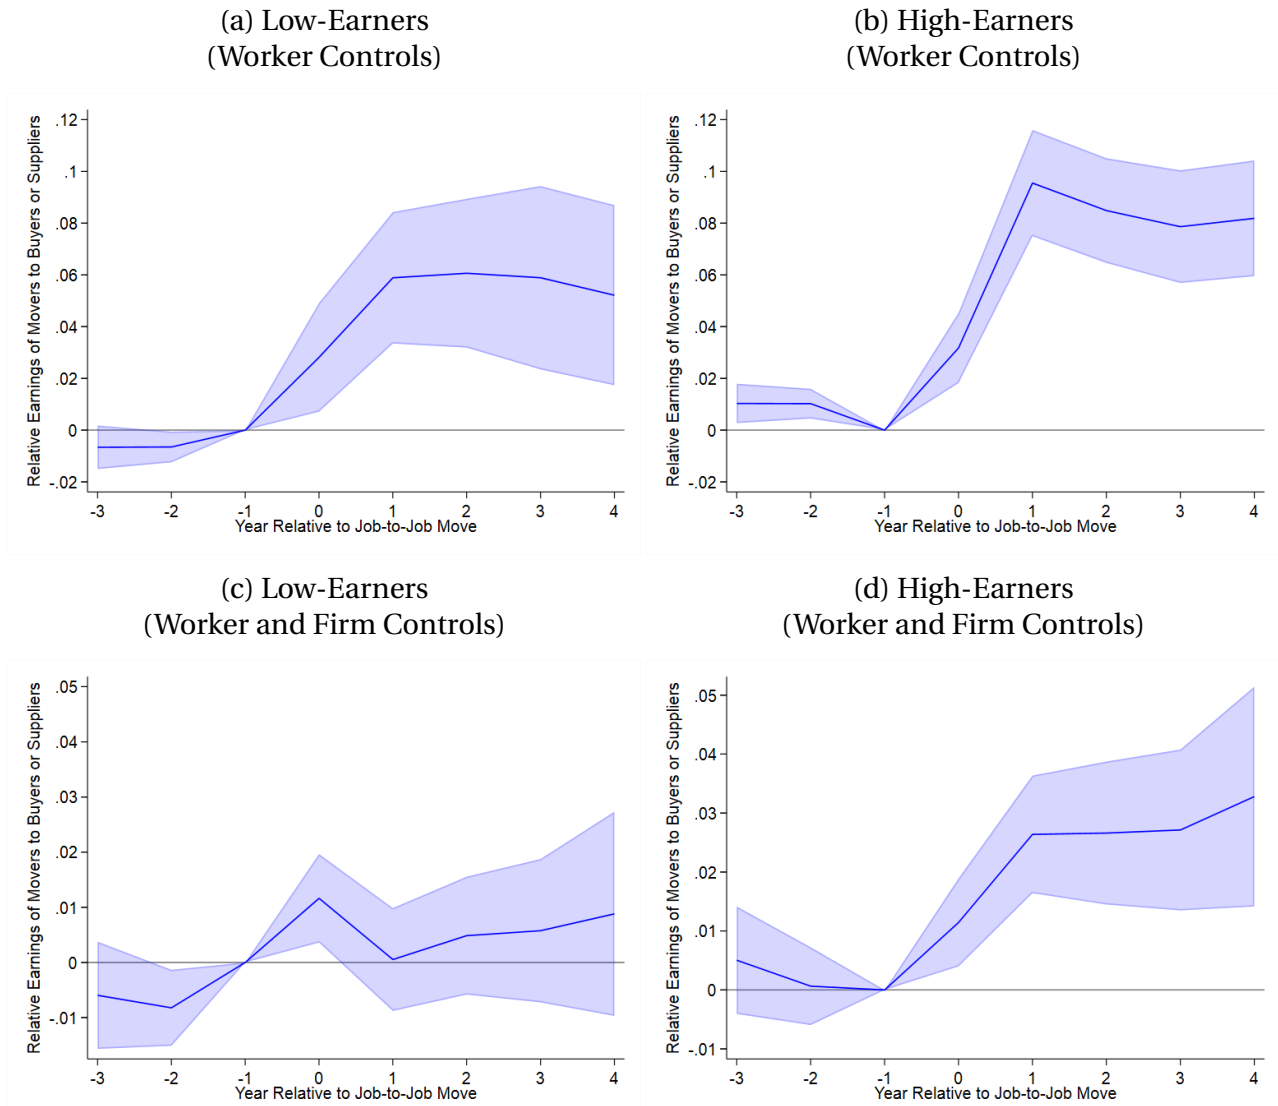 (a) Low-Earners
(Worker Controls)
Relative Earnings of Movers to Buyers or Suppliers
.12
.1
.08
.06
.04
.02
0
-.02
-3 -2 -1 0 1 2 3 4
Year Relative to Job-to-Job Move
(b) High-Earners
(Worker Controls)
Relative Earnings of Movers to Buyers or Suppliers
.12
.1
.08
.06
.04
.02
0
-.02
-3 -2 -1 0 1 2 3 4
Year Relative to Job-to-Job Move
(c) Low-Earners
(Worker and Firm Controls)
Relative Earnings of Movers to Buyers or Suppliers
.05
.04
.03
.02
.01
0
-.01
-3 -2 -1 0 1 2 3 4
Year Relative to Job-to-Job Move
(d) High-Earners
(Worker and Firm Controls)
Relative Earnings of Movers to Buyers or Suppliers
.05
.04
.03
.02
.01
0
-.01
-3 -2 -1 0 1 2 3 4
Year Relative to Job-to-Job Move